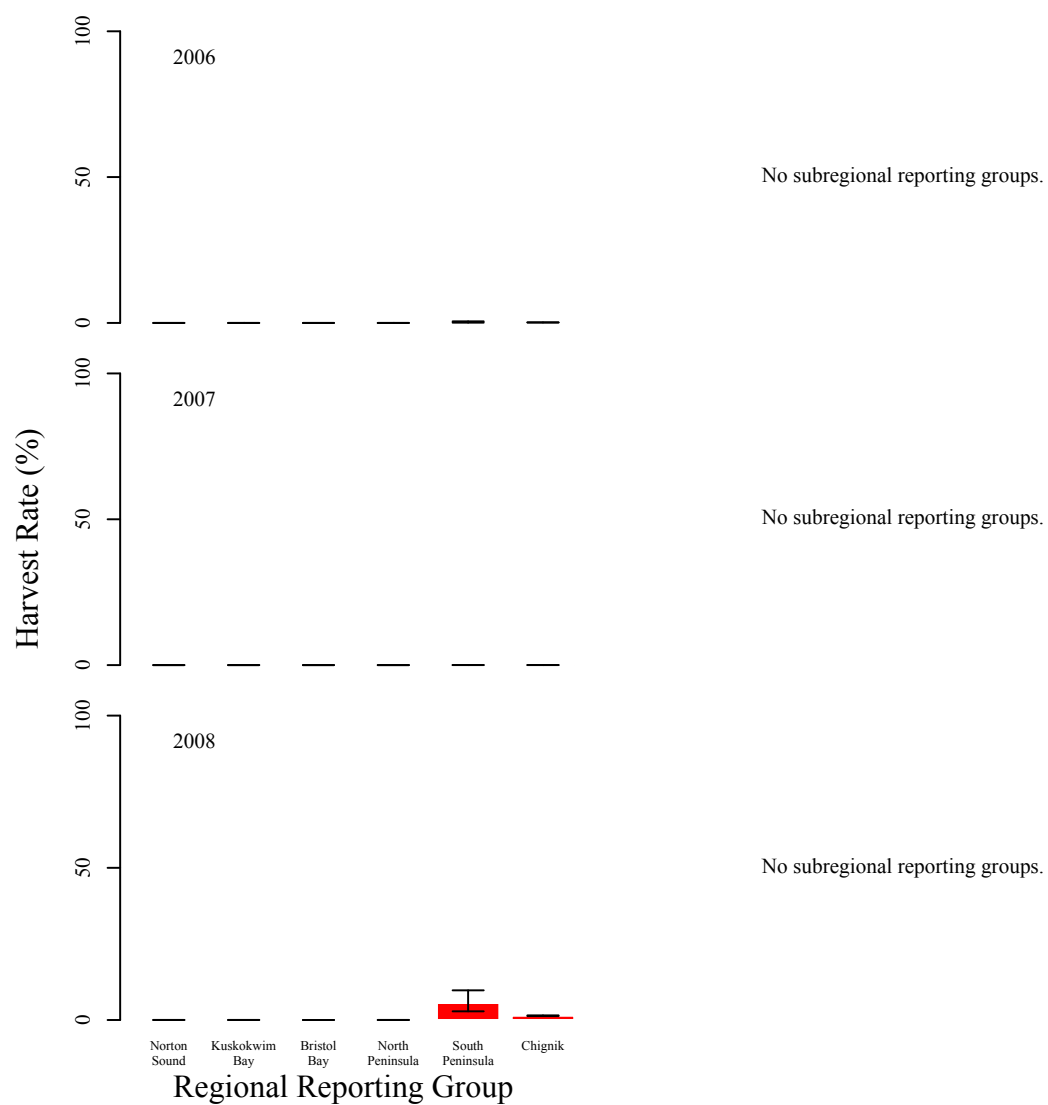 100
2006
50
No subregional reporting groups.
0
100
2007
Harvest Rate (%)
50
No subregional reporting groups.
0
100
2008
50
No subregional reporting groups.
0
Norton Sound
Kuskokwim Bay
Bristol Bay
North Peninsula
South Peninsula
Chignik
Regional Reporting Group